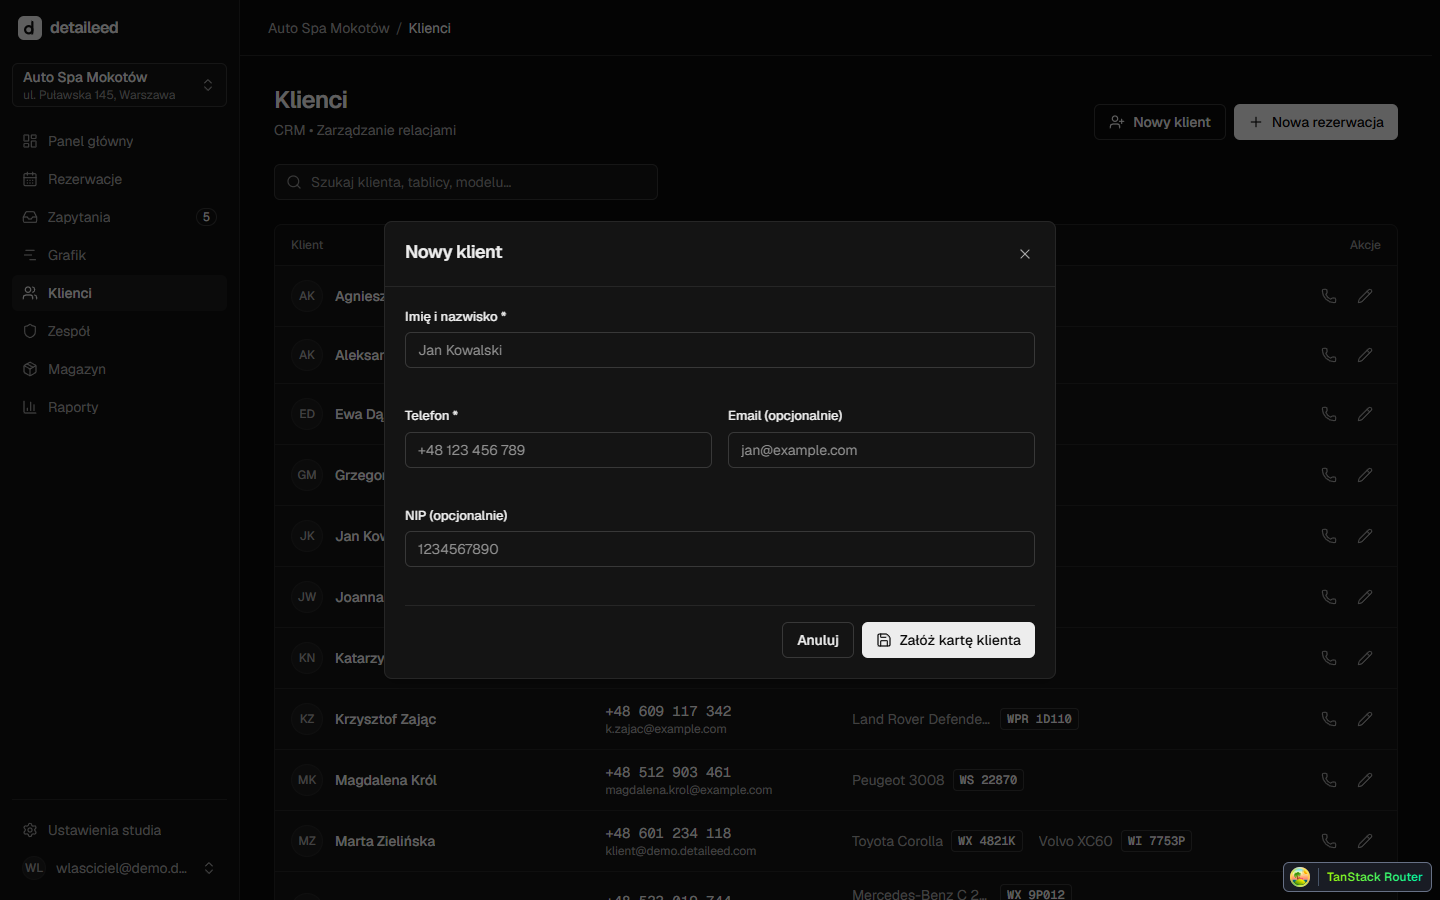 d detaileed
Auto Spa Mokotów / Klienci
Auto Spa Mokotów
ul. Puławska 145, Warszawa
Panel główny
Rezerwacje
Zapytania 5
Grafik
Klienci
Zespół
Magazyn
Raporty
Ustawienia studia
WL wlasciciel@demo.d...
Klienci
CRM • Zarządzanie relacjami
Nowy klient
Nowa rezerwacja
Szukaj klienta, tablicy, modelu...
Klient Akcje
AK Agniesz
AK Aleksan
ED Ewa Dą
GM Grzegor
JK Jan Kow
JW Joanna
KN Katarzy
Nowy klient
Imię i nazwisko *
Jan Kowalski
Telefon * Email (opcjonalnie)
+48 123 456 789 jan@example.com
NIP (opcjonalnie)
1234567890
Anuluj Załóż kartę klienta
KZ Krzysztof Zając +48 609 117 342 Land Rover Defende... WPR 1D110
k.zajac@example.com
MK Magdalena Król +48 512 903 461 Peugeot 3008 WS 22870
magdalena.krol@example.com
MZ Marta Zielińska +48 601 234 118 Toyota Corolla WX 4821K Volvo XC60 WI 7753P
klient@demo.detaileed.com
Mercedes-Benz C 2... WX 9P012
TanStack Router